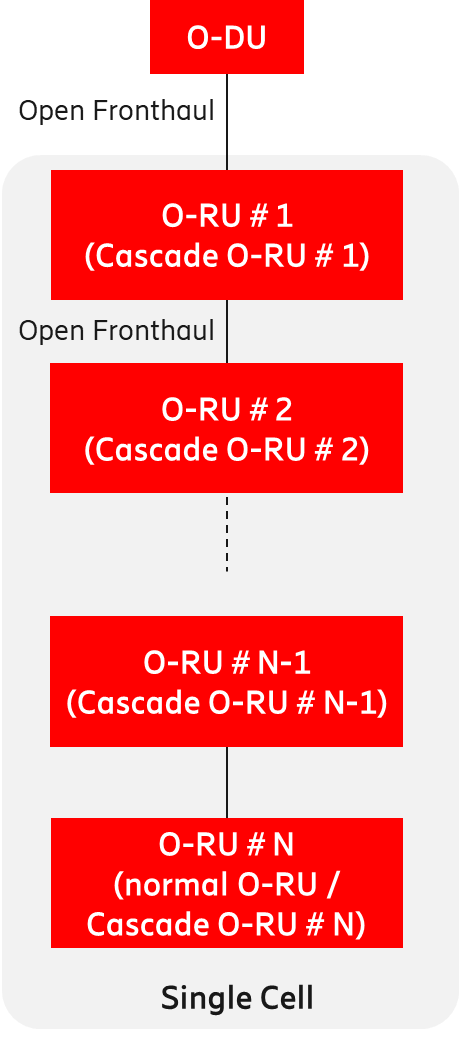 O-DU
Open Fronthaul
O-RU # 1
(Cascade O-RU # 1)
Open Fronthaul
O-RU # 2
(Cascade O-RU # 2)
O-RU # N-1
(Cascade O-RU # N-1)
O-RU # N
(normal O-RU /
Cascade O-RU # N)
Single Cell